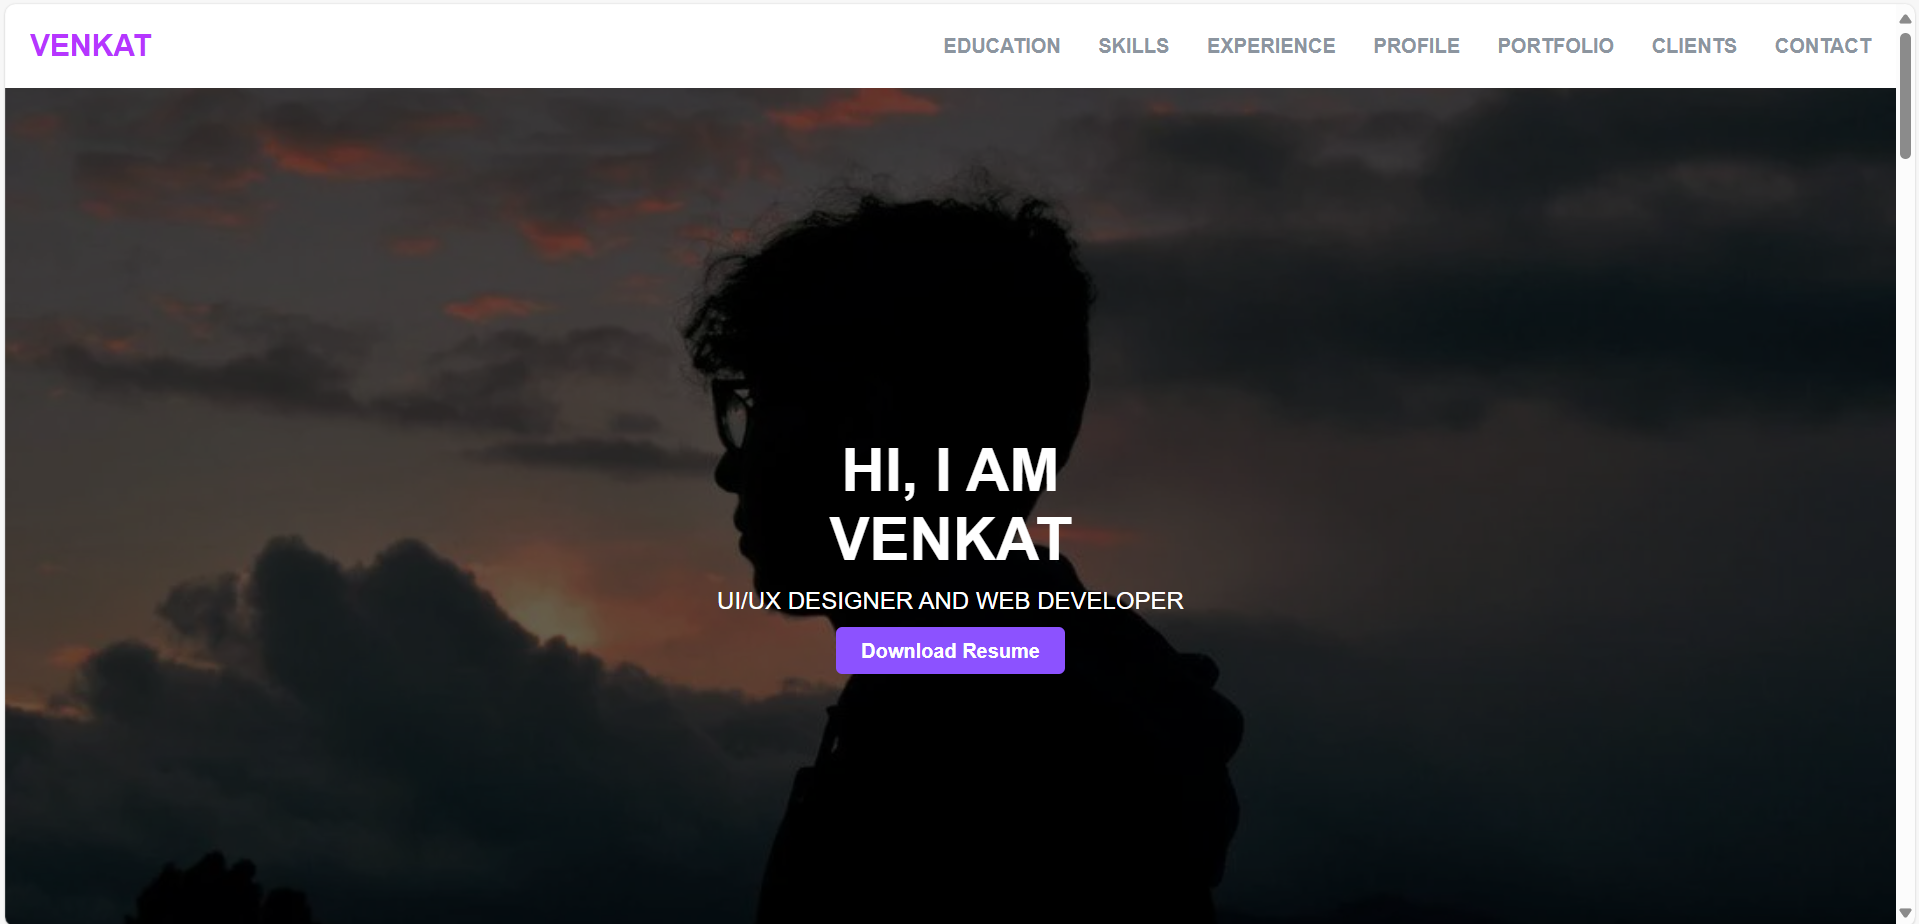 VENKAT
EDUCATION SKILLS EXPERIENCE PROFILE PORTFOLIO CLIENTS CONTACT
HI, I AM
VENKAT
UI/UX DESIGNER AND WEB DEVELOPER
Download Resume